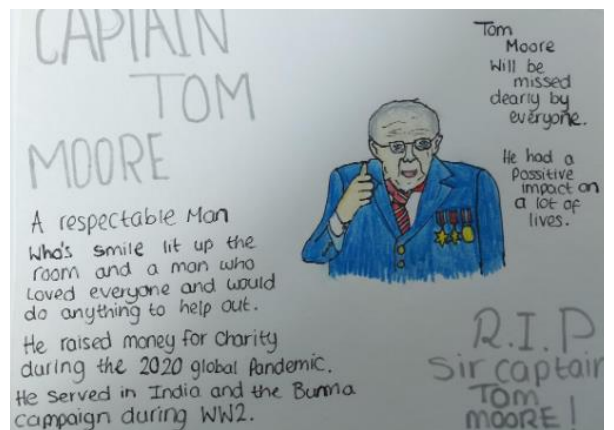 CAPTAIN
TOM
MOORE
A respectable Man
Who's smile lit up the
room and a man who
loved everyone and would
do anything to help out.
He raised money for charity
during the 2020 global Pandemic.
He served in India and the Burma
campaign during WW2.
Tom
Moore
Will be
missed
dearly by
everyone.
He had a
possitive
impact on
a lot of
lives.
R.I.P
Sir captain
TOM
MOORE!